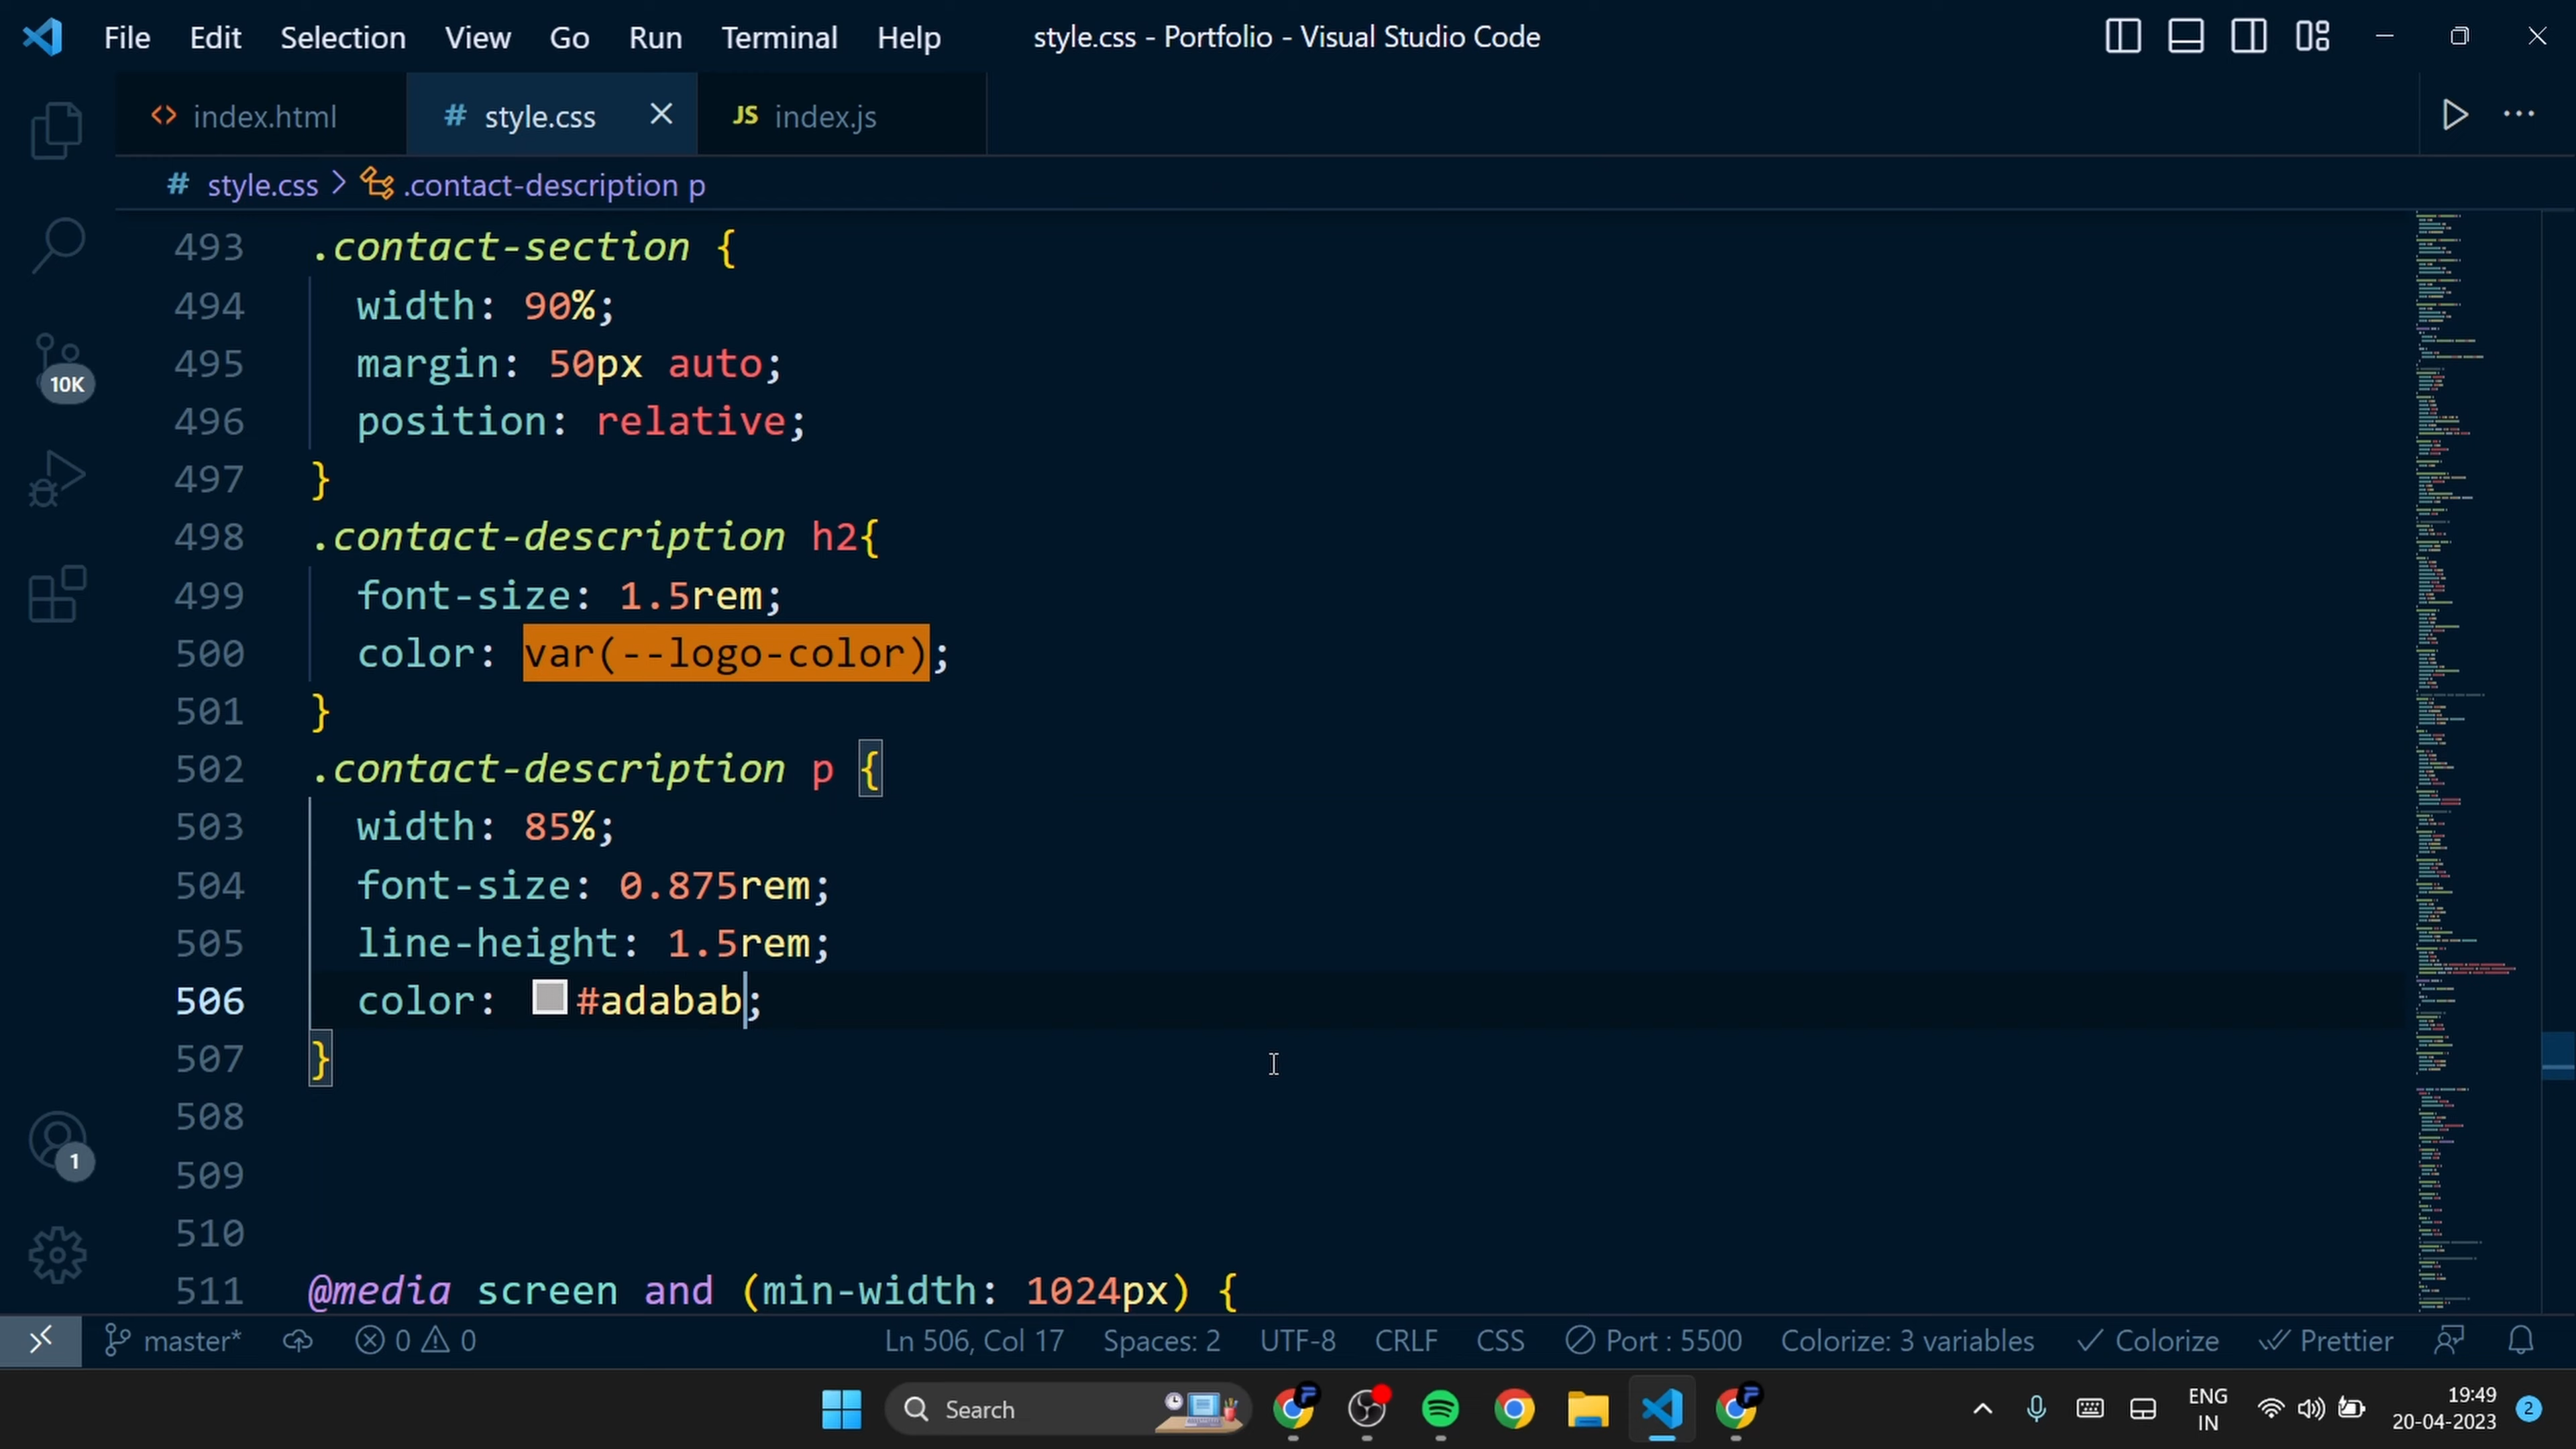 File Edit Selection View Go Run Terminal Help style.css - Portfolio - Visual Studio Code
<> index.html # style.css JS index.js
# style.css > .contact-description p
493 .contact-section {
494 width: 90%;
495 margin: 50px auto;
496 position: relative;
497 }
498 .contact-description h2{
499 font-size: 1.5rem;
500 color: var(--logo-color);
501 }
502 .contact-description p {
503 width: 85%;
504 font-size: 0.875rem;
505 line-height: 1.5rem;
506 color: #adabab;
507 }
508
509
510
511 @media screen and (min-width: 1024px) {
10K
1
master* 0 0 Ln 506, Col 17 Spaces: 2 UTF-8 CRLF CSS Port : 5500 Colorize: 3 variables Colorize Prettier
Search ENG IN 19:49 20-04-2023 2